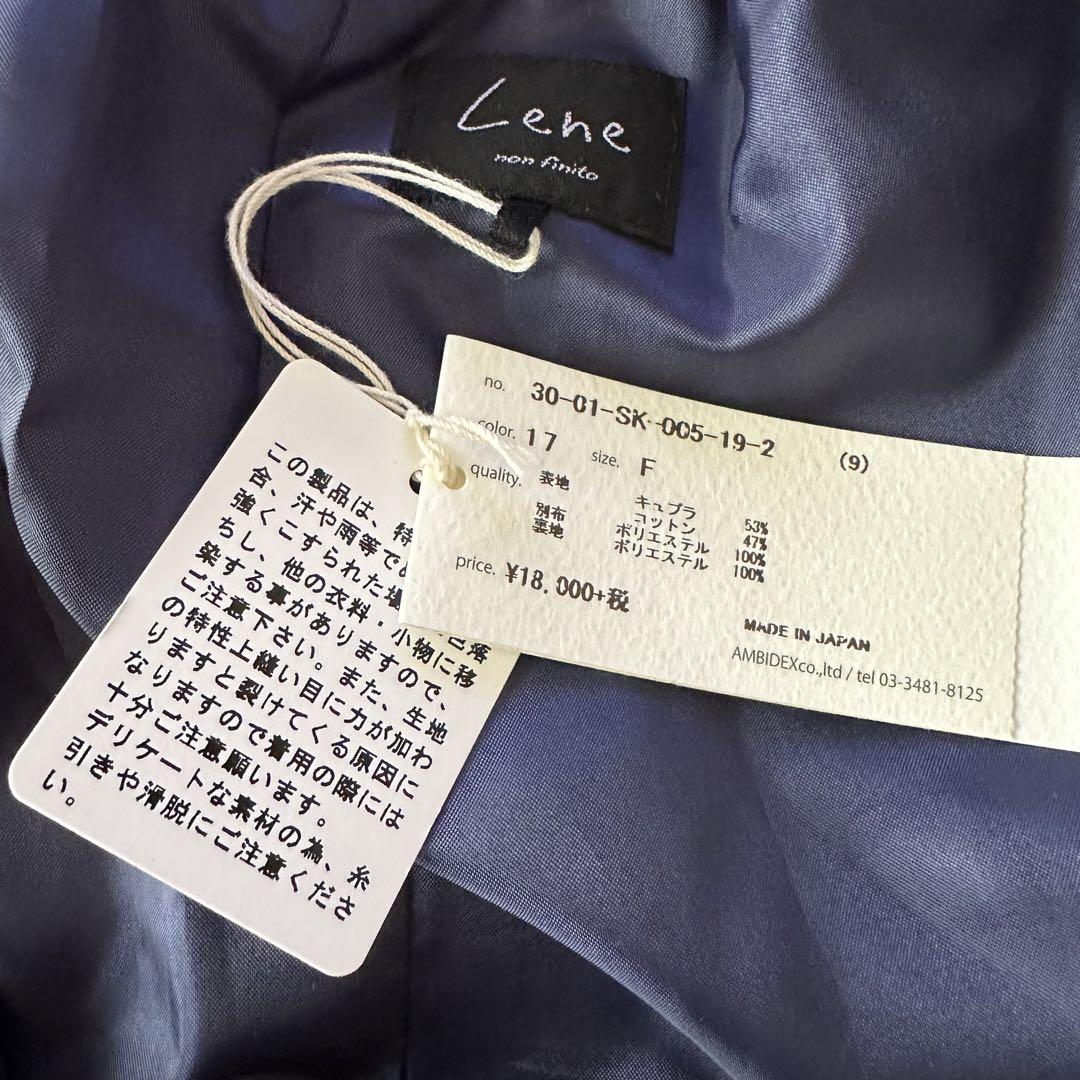 Lene
non finito
no. 30-01-SK-005-19-2 (9)
color. 17 size. F
quality. 表地 キュプラ 53%
コットン 47%
別布 ポリエステル 100%
裏地 ポリエステル 100%
price. ¥18.000+税
MADE IN JAPAN
AMBIDEXco.,ltd / tel 03-3481-8125
この製品は、特
合、汗や雨等で
強くこすられた場
ちし、他の衣料・小物に移
染する事がありますので、
ご注意下さい。また、生地
の特性上縫い目に力が加わ
りますと裂けてくる原因に
なりますので着用の際には
十分ご注意願います。
デリケートな素材の為、糸
引きや滑脱にご注意くださ
い。